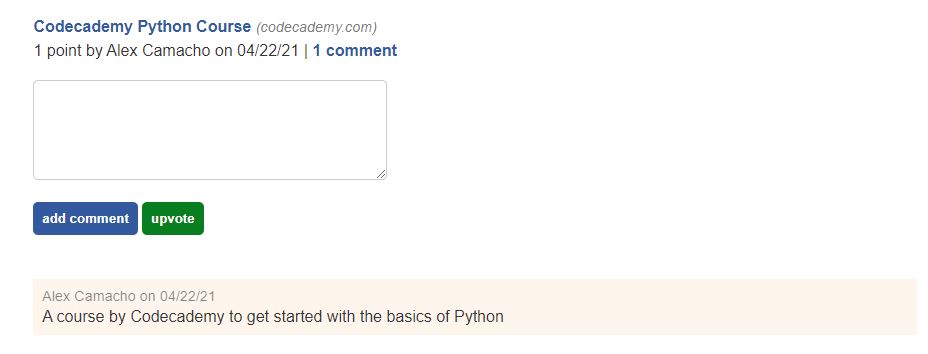 Codecademy Python Course (codecademy.com)
1 point by Alex Camacho on 04/22/21 | 1 comment
add comment upvote
Alex Camacho on 04/22/21
A course by Codecademy to get started with the basics of Python